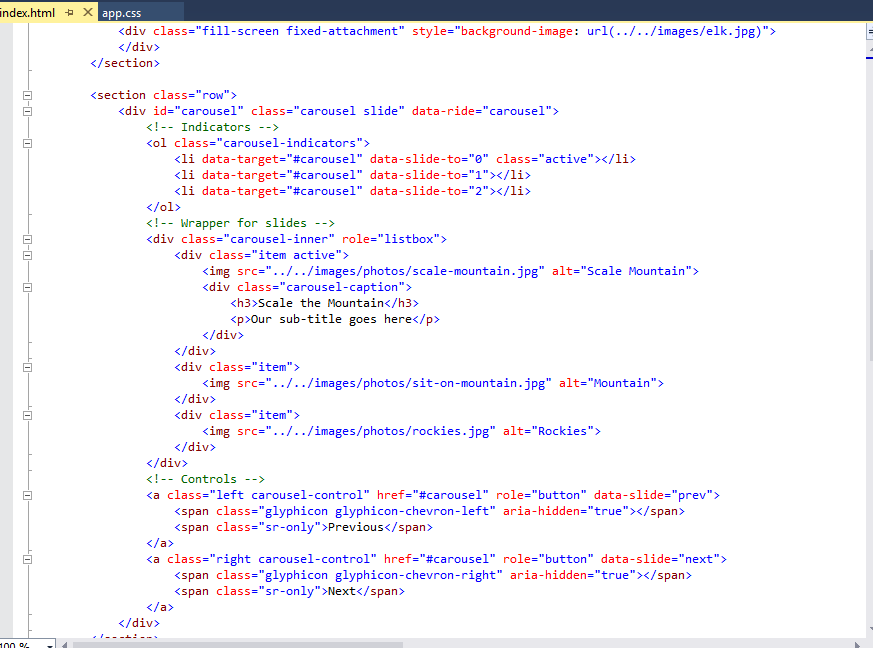 index.html
app.css
<div class="fill-screen fixed-attachment" style="background-image: url(../../images/elk.jpg)">
</div>
</section>
<section class="row">
<div id="carousel" class="carousel slide" data-ride="carousel">
<!-- Indicators -->
<ol class="carousel-indicators">
<li data-target="#carousel" data-slide-to="0" class="active"></li>
<li data-target="#carousel" data-slide-to="1"></li>
<li data-target="#carousel" data-slide-to="2"></li>
</ol>
<!-- Wrapper for slides -->
<div class="carousel-inner" role="listbox">
<div class="item active">
<img src="../../images/photos/scale-mountain.jpg" alt="Scale Mountain">
<div class="carousel-caption">
<h3>Scale the Mountain</h3>
<p>Our sub-title goes here</p>
</div>
</div>
<div class="item">
<img src="../../images/photos/sit-on-mountain.jpg" alt="Mountain">
</div>
<div class="item">
<img src="../../images/photos/rockies.jpg" alt="Rockies">
</div>
</div>
<!-- Controls -->
<a class="left carousel-control" href="#carousel" role="button" data-slide="prev">
<span class="glyphicon glyphicon-chevron-left" aria-hidden="true"></span>
<span class="sr-only">Previous</span>
</a>
<a class="right carousel-control" href="#carousel" role="button" data-slide="next">
<span class="glyphicon glyphicon-chevron-right" aria-hidden="true"></span>
<span class="sr-only">Next</span>
</a>
</div>
</section>
100 %